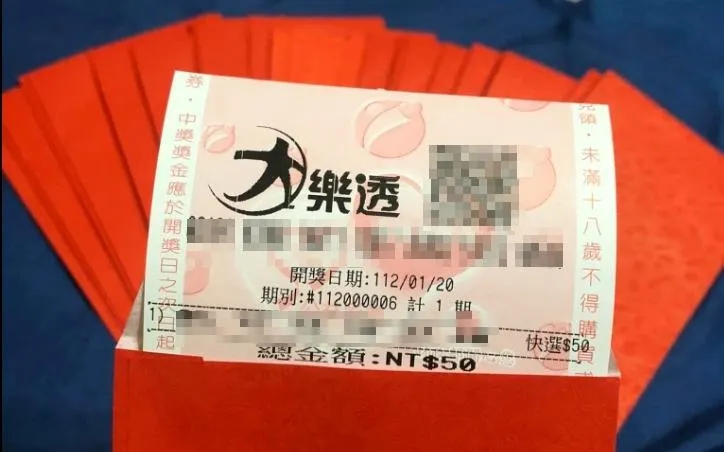 大樂透
開獎日期:112/01/20
期別:#112000006 計 1 期
1)
快選$50
總金額:NT$50
券・中獎獎金應於開獎日之次日起
兌領・未滿十八歲不得購買或